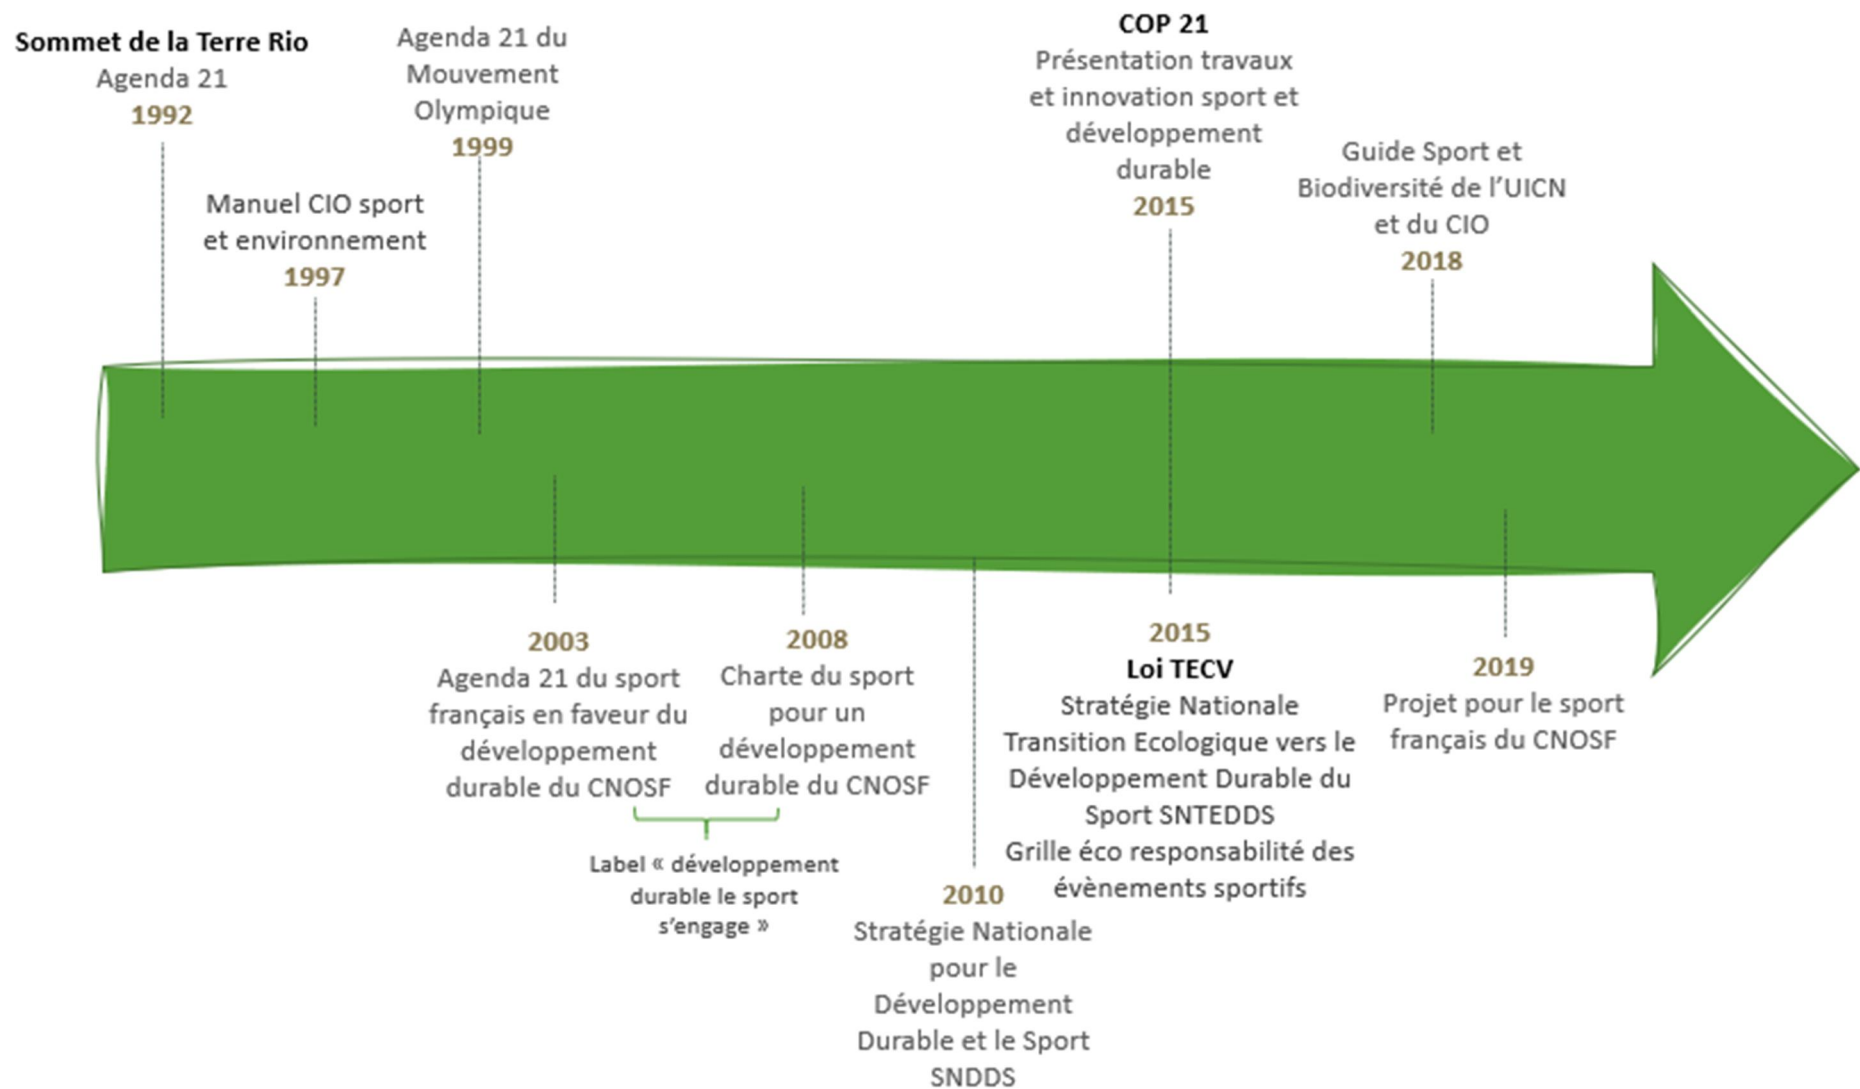 Sommet de la Terre Rio
Agenda 21
1992
Manuel CIO sport
et environnement
1997
Agenda 21 du
Mouvement
Olympique
1999
COP 21
Présentation travaux
et innovation sport et
développement
durable
2015
Guide Sport et
Biodiversité de l’UICN
et du CIO
2018
2003
Agenda 21 du sport
français en faveur du
développement
durable du CNOSF
2008
Charte du sport
pour un
développement
durable du CNOSF
Label « développement
durable le sport
s’engage »
2010
Stratégie Nationale
pour le
Développement
Durable et le Sport
SNDDS
2015
Loi TECV
Stratégie Nationale
Transition Ecologique vers le
Développement Durable du
Sport SNTEDDS
Grille éco responsabilité des
évènements sportifs
2019
Projet pour le sport
français du CNOSF